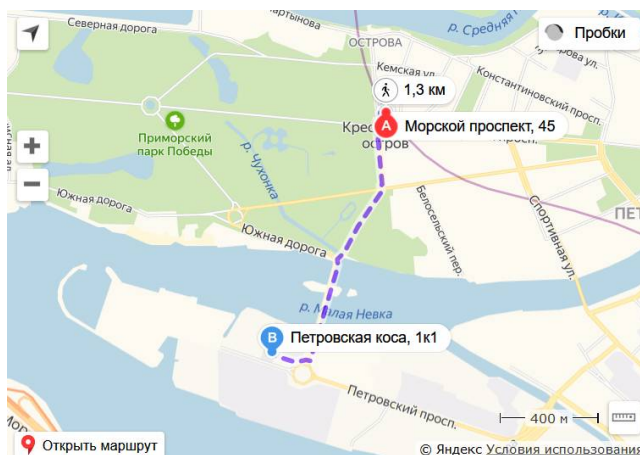 Северная дорога
р. Средняя
ОСТРОВА
Пробки
Кемская ул.
1,3 км
Константиновский просп.
Морской проспект, 45
остров
Приморский
парк Победы
р. Чухонка
Южная дорога
Южная дорога
Белосельский пер.
Спортивная ул.
р. Малая Невка
Петровская коса, 1к1
Петровский просп.
400 м
A
B
Открыть маршрут
© Яндекс Условия использования